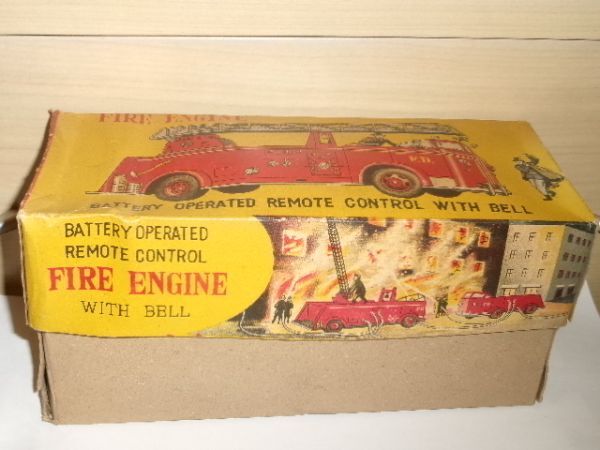 FIRE ENGINE
F.D.
BATTERY OPERATED REMOTE CONTROL WITH BELL
BATTERY OPERATED
REMOTE CONTROL
FIRE ENGINE
WITH BELL